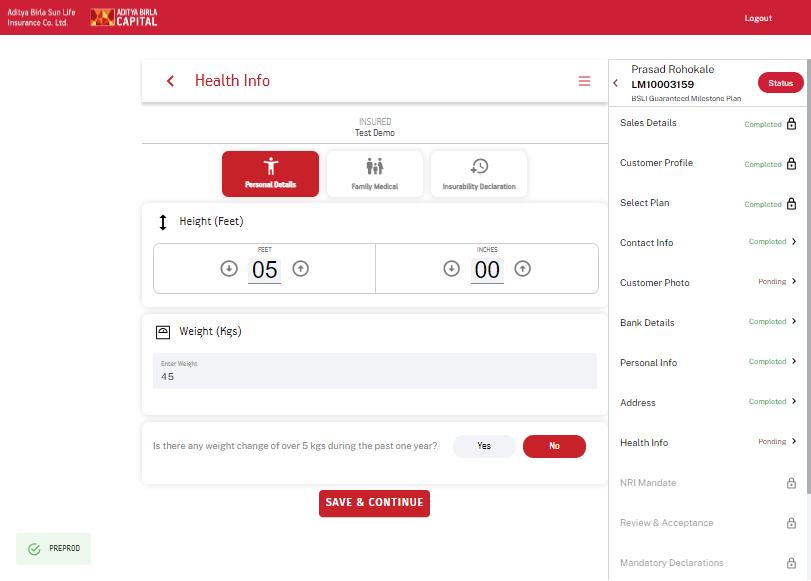 Aditya Birla Sun Life
Insurance Co. Ltd.
ADITYA BIRLA
CAPITAL
Logout
Health Info
INSURED
Test Demo
Personal Details
Family Medical
Insurability Declaration
Height (Feet)
FEET
05
INCHES
00
Weight (Kgs)
Enter Weight
45
Is there any weight change of over 5 kgs during the past one year?
Yes
No
SAVE & CONTINUE
PREPROD
Prasad Rohokale
LM10003159
BSLI Guaranteed Milestone Plan
Status
Sales Details Completed
Customer Profile Completed
Select Plan Completed
Contact Info Completed
Customer Photo Pending
Bank Details Completed
Personal Info Completed
Address Completed
Health Info Pending
NRI Mandate
Review & Acceptance
Mandatory Declarations